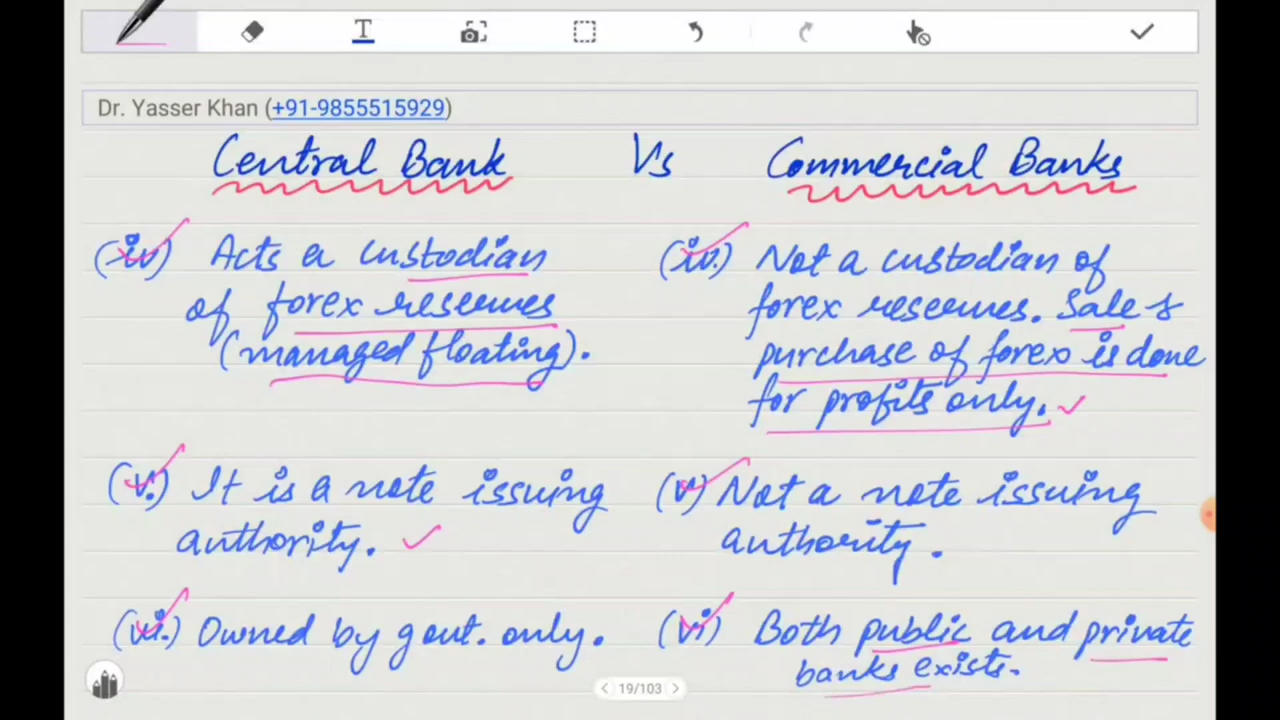 T
Dr. Yasser Khan (+91-9855515929)
Central Bank Vs Commercial Banks
(iv) Acts a custodian
of forex reserves
(managed floating).
(iv.) Not a custodian of
forex reserves. Sale &
purchase of forex is done
for profits only.
(v.) It is a note issuing
authority.
(v) Not a note issuing
authority.
(vi.) Owned by govt. only.
(vi) Both public and private
banks exists.
19/103